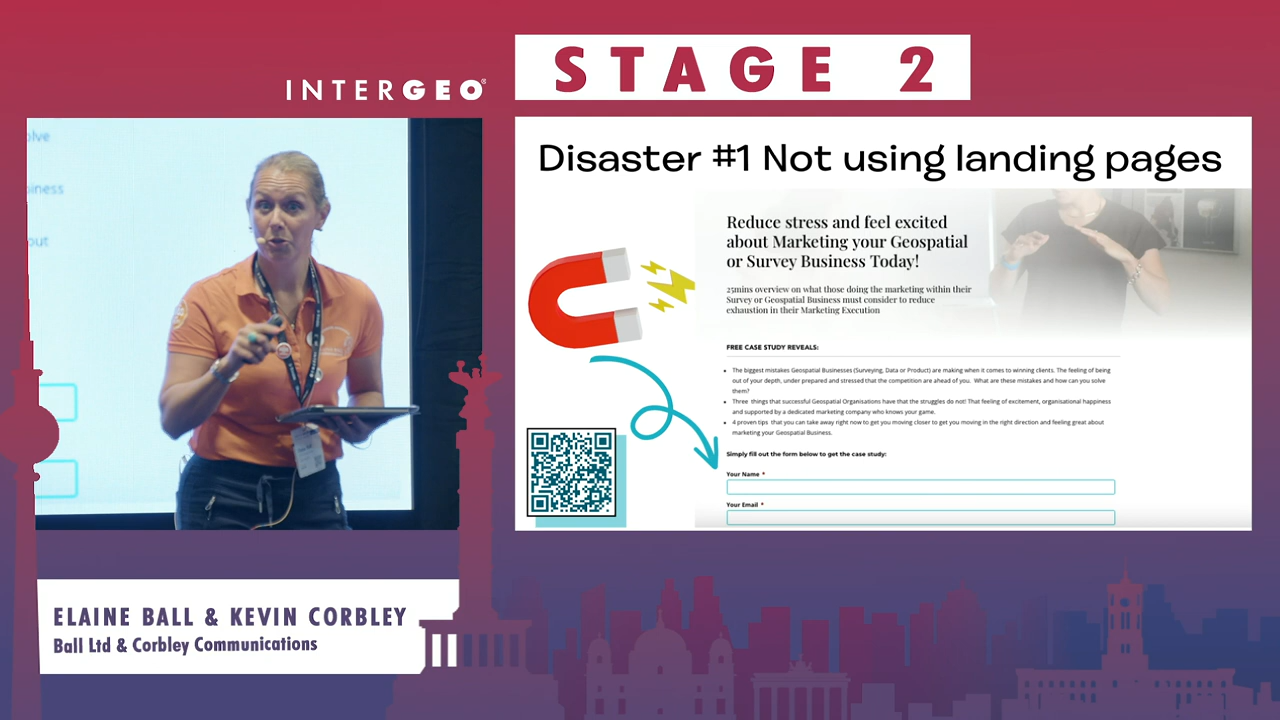 STAGE 2
INTERGEO®
Disaster #1 Not using landing pages
Reduce stress and feel excited
about Marketing your Geospatial
or Survey Business Today!
25mins overview on what those doing the marketing within their
Survey or Geospatial Business must consider to reduce
exhaustion in their Marketing Execution
FREE CASE STUDY REVEALS:
• The biggest mistakes Geospatial Businesses (Surveying, Data or Product) are making when it comes to winning clients. The feeling of being
out of your depth, under prepared and stressed that the competition are ahead of you. What are these mistakes and how can you solve
them?
• Three things that successful Geospatial Organisations have that the struggles do not! That feeling of excitement, organisational happiness
and supported by a dedicated marketing company who knows your game.
• 4 proven tips that you can take away right now to get you moving closer to get you moving in the right direction and feeling great about
marketing your Geospatial Business.
Simply fill out the form below to get the case study:
Your Name *
Your Email *
ELAINE BALL & KEVIN CORBLEY
Ball Ltd & Corbley Communications